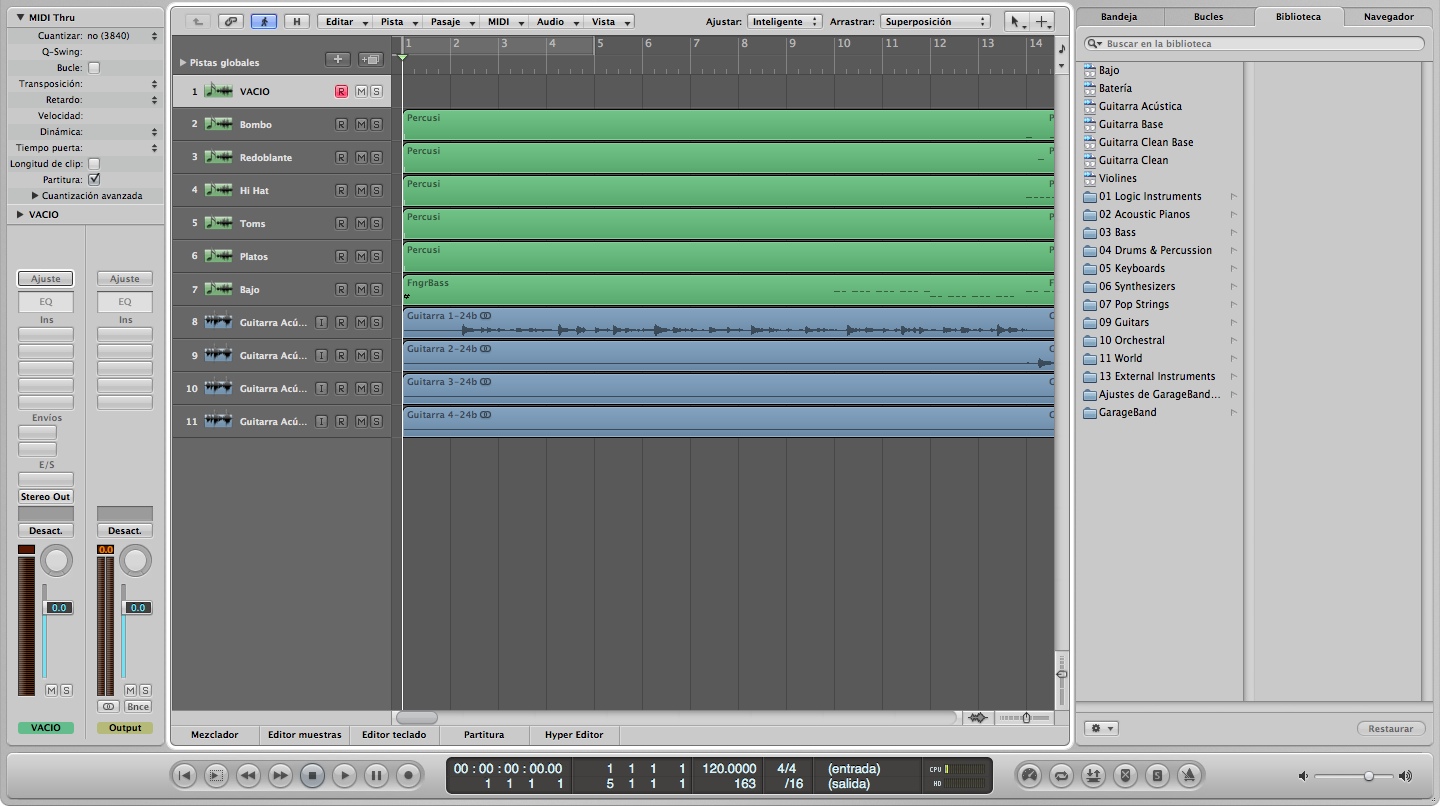 MIDI Thru
Cuantizar: no (3840)
Q-Swing:
Bucle:
Transposición:
Retardo:
Velocidad:
Dinámica:
Tiempo puerta:
Longitud de clip:
Partitura:
Cuantización avanzada
VACIO
Ajuste Ajuste
EQ EQ
Ins Ins
Envíos
E/S
Stereo Out
Desact. Desact.
0.0
0.0 0.0
M S M S
Bnce
VACIO Output
H Editar Pista Pasaje MIDI Audio Vista Ajustar: Inteligente Arrastrar: Superposición
1 2 3 4 5 6 7 8 9 10 11 12 13 14
Pistas globales
1 VACIO R M S
2 Bombo R M S Percusi P
3 Redoblante R M S Percusi P
4 Hi Hat R M S Percusi P
5 Toms R M S Percusi P
6 Platos R M S Percusi P
7 Bajo R M S FngrBass F
8 Guitarra Acú... I R M S Guitarra 1-24b
9 Guitarra Acú... I R M S Guitarra 2-24b
10 Guitarra Acú... I R M S Guitarra 3-24b
11 Guitarra Acú... I R M S Guitarra 4-24b
Mezclador Editor muestras Editor teclado Partitura Hyper Editor
Bandeja Bucles Biblioteca Navegador
Buscar en la biblioteca
Bajo
Batería
Guitarra Acústica
Guitarra Base
Guitarra Clean Base
Guitarra Clean
Violines
01 Logic Instruments
02 Acoustic Pianos
03 Bass
04 Drums & Percussion
05 Keyboards
06 Synthesizers
07 Pop Strings
09 Guitars
10 Orchestral
11 World
13 External Instruments
Ajustes de GarageBand...
GarageBand
Restaurar
00 : 00 : 00 : 00.00 1 1 1 1 120.0000 4/4 (entrada) CPU
1 1 1 1 5 1 1 1 163 /16 (salida) HD
S